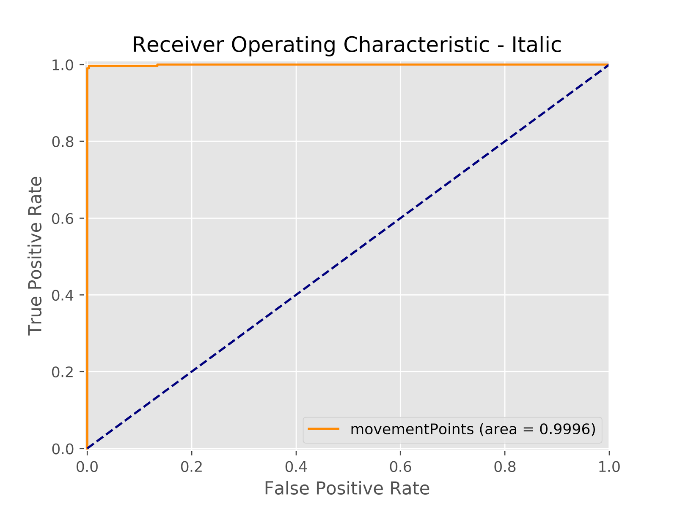 Receiver Operating Characteristic - Italic
1.0
0.8
0.6
0.4
0.2
0.0
True Positive Rate
movementPoints (area = 0.9996)
0.0 0.2 0.4 0.6 0.8 1.0
False Positive Rate